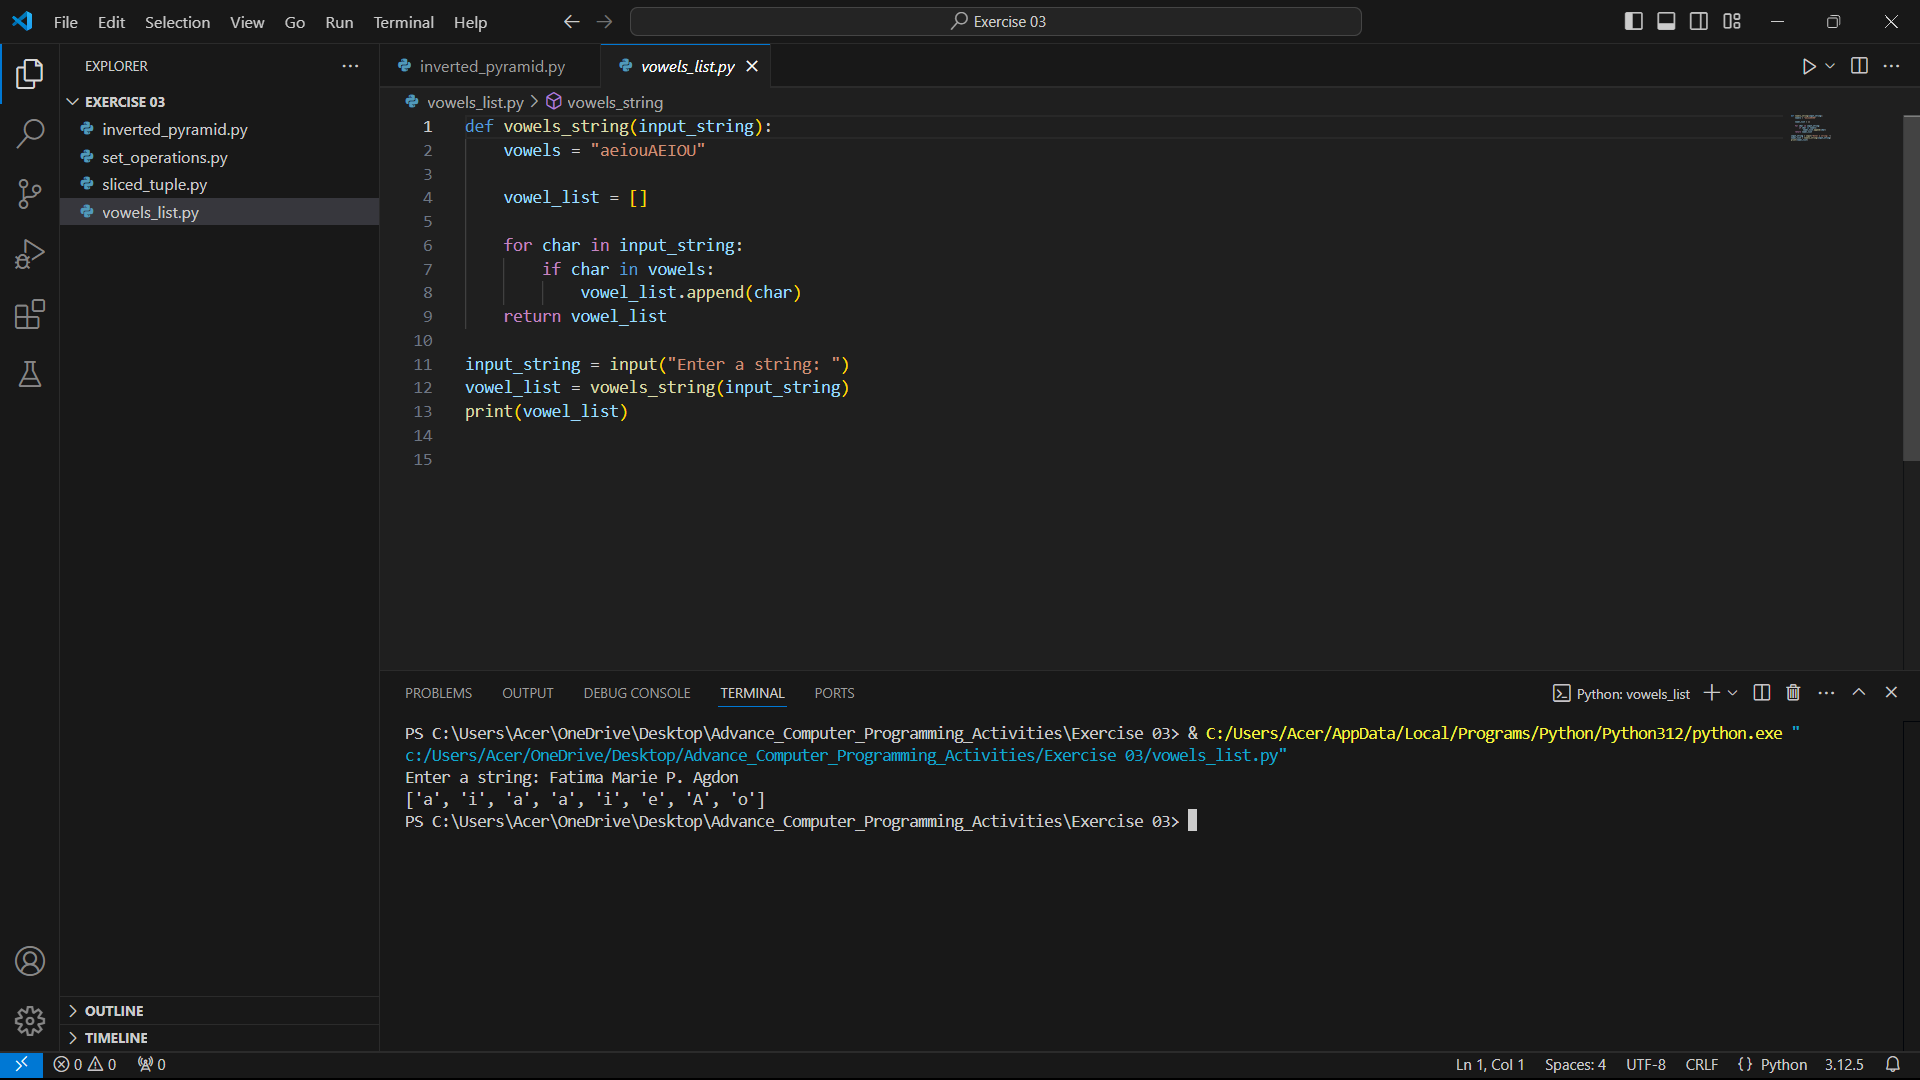 File Edit Selection View Go Run Terminal Help
Exercise 03
EXPLORER
EXERCISE 03
inverted_pyramid.py
set_operations.py
sliced_tuple.py
vowels_list.py
OUTLINE
TIMELINE
inverted_pyramid.py vowels_list.py
vowels_list.py > vowels_string
1 def vowels_string(input_string):
2     vowels = "aeiouAEIOU"
3
4     vowel_list = []
5
6     for char in input_string:
7         if char in vowels:
8             vowel_list.append(char)
9     return vowel_list
10
11 input_string = input("Enter a string: ")
12 vowel_list = vowels_string(input_string)
13 print(vowel_list)
14
15
PROBLEMS OUTPUT DEBUG CONSOLE TERMINAL PORTS Python: vowels_list
PS C:\Users\Acer\OneDrive\Desktop\Advance_Computer_Programming_Activities\Exercise 03> & C:/Users/Acer/AppData/Local/Programs/Python/Python312/python.exe "
c:/Users/Acer/OneDrive/Desktop/Advance_Computer_Programming_Activities/Exercise 03/vowels_list.py"
Enter a string: Fatima Marie P. Agdon
['a', 'i', 'a', 'a', 'i', 'e', 'A', 'o']
PS C:\Users\Acer\OneDrive\Desktop\Advance_Computer_Programming_Activities\Exercise 03>
0 0 0 Ln 1, Col 1 Spaces: 4 UTF-8 CRLF {} Python 3.12.5